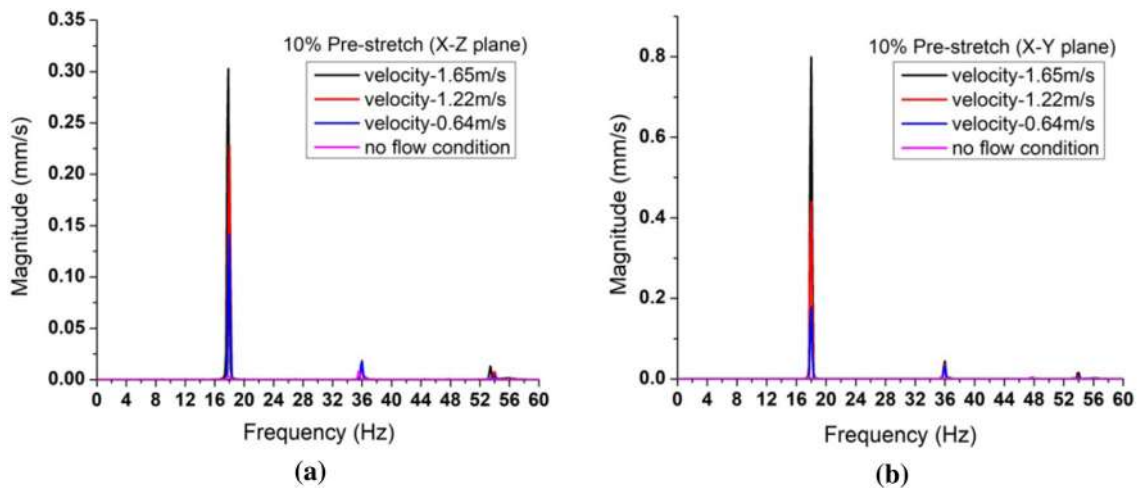 10% Pre-stretch (X-Z plane)
velocity-1.65m/s
velocity-1.22m/s
velocity-0.64m/s
no flow condition
0.35
0.30
0.25
0.20
0.15
0.10
0.05
0.00
Magnitude (mm/s)
0 4 8 12 16 20 24 28 32 36 40 44 48 52 56 60
Frequency (Hz)
(a)
10% Pre-stretch (X-Y plane)
velocity-1.65m/s
velocity-1.22m/s
velocity-0.64m/s
no flow condition
0.8
0.6
0.4
0.2
0.0
Magnitude (mm/s)
0 4 8 12 16 20 24 28 32 36 40 44 48 52 56 60
Frequency (Hz)
(b)